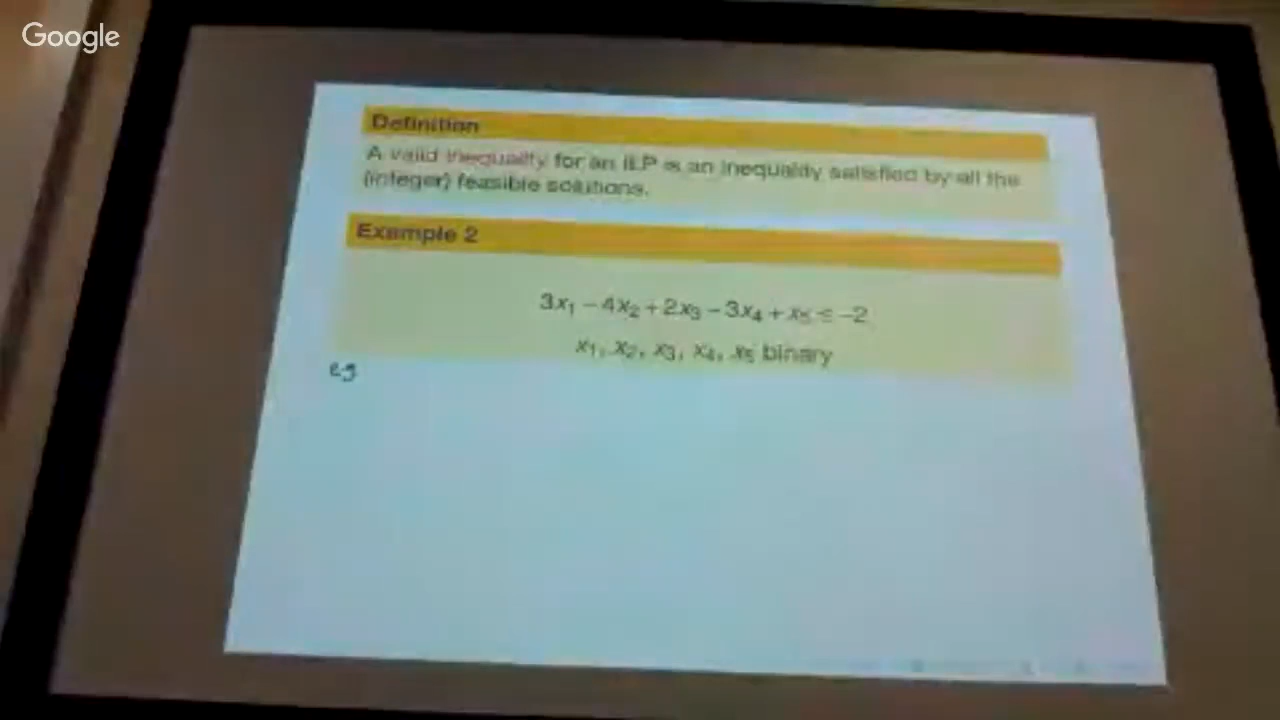 Google
Definition
A valid inequality for an ILP is an inequality satisfied by all the
(integer) feasible solutions.
Example 2
3x₁ − 4x₂ + 2x₃ − 3x₄ + x₅ ≤ −2
x₁, x₂, x₃, x₄, x₅ binary
eg